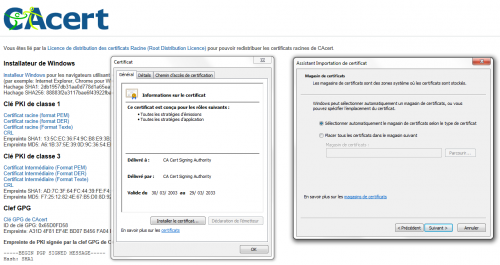 CAcert
Vous êtes lié par la Licence de distribution des certificats Racine (Root Distribution Licence) pour pouvoir redistribuer les certificats racines de CAcert.
Installateur de Windows
Installateur Windows pour les navigateurs utilisant
(par exemple: Internet Explorer, Chrome pour W
Hachage SHA1:
Hachage SHA256:
Clé PKI de classe 1
Certificat racine (format PEM)
Certificat racine (format DER)
Certificat racine (Format Texte)
CRL
Empreinte SHA1: 13:5C:EC:36:F4:9C:B8:E9:3B
Empreinte MD5: A6:1B:37:5E:39:0D:9C:36:54:E
Clé PKI de classe 3
Certificat Intermédiaire (Format PEM)
Certificat Intermédiaire (Format DER)
Certificat Intermédiaire (Format Texte)
CRL
Empreinte SHA1: AD:7C:3F:64:FC:44:39:FE:F4
Empreinte MD5: F7:25:12:82:4E:67:B5:D0:8D
Clef GPG
Clé GPG de CAcert
ID de clé GPG: 0x65D0FD58
Empreinte: A31D 4F81 EF4E BD07 B456 FA04
Empreinte de PKI signée par la clef GPG de C
-----BEGIN PGP SIGNED MESSAGE-----
Hash: SHA1
Certificat
Général Détails Chemin d'accès de certification
Informations sur le certificat
Ce certificat est conçu pour les rôles suivants :
• Toutes les stratégies d'émission
• Toutes les stratégies d'application
Délivré à : CA Cert Signing Authority
Délivré par : CA Cert Signing Authority
Valide du 30/ 03/ 2003 au 29/ 03/ 2033
Installer le certificat... Déclaration de l'émetteur
En savoir plus sur les certificats
OK
Assistant Importation de certificat
Magasin de certificats
Les magasins de certificats sont des zones système où les certificats sont stockés.
Windows peut sélectionner automatiquement un magasin de certificats, ou vous
pouvez spécifier l'emplacement du certificat.
Sélectionner automatiquement le magasin de certificats selon le type de certificat
Placer tous les certificats dans le magasin suivant
Magasin de certificats :
Parcourir...
En savoir plus sur les magasins de certificats
< Précédent Suivant > Annuler